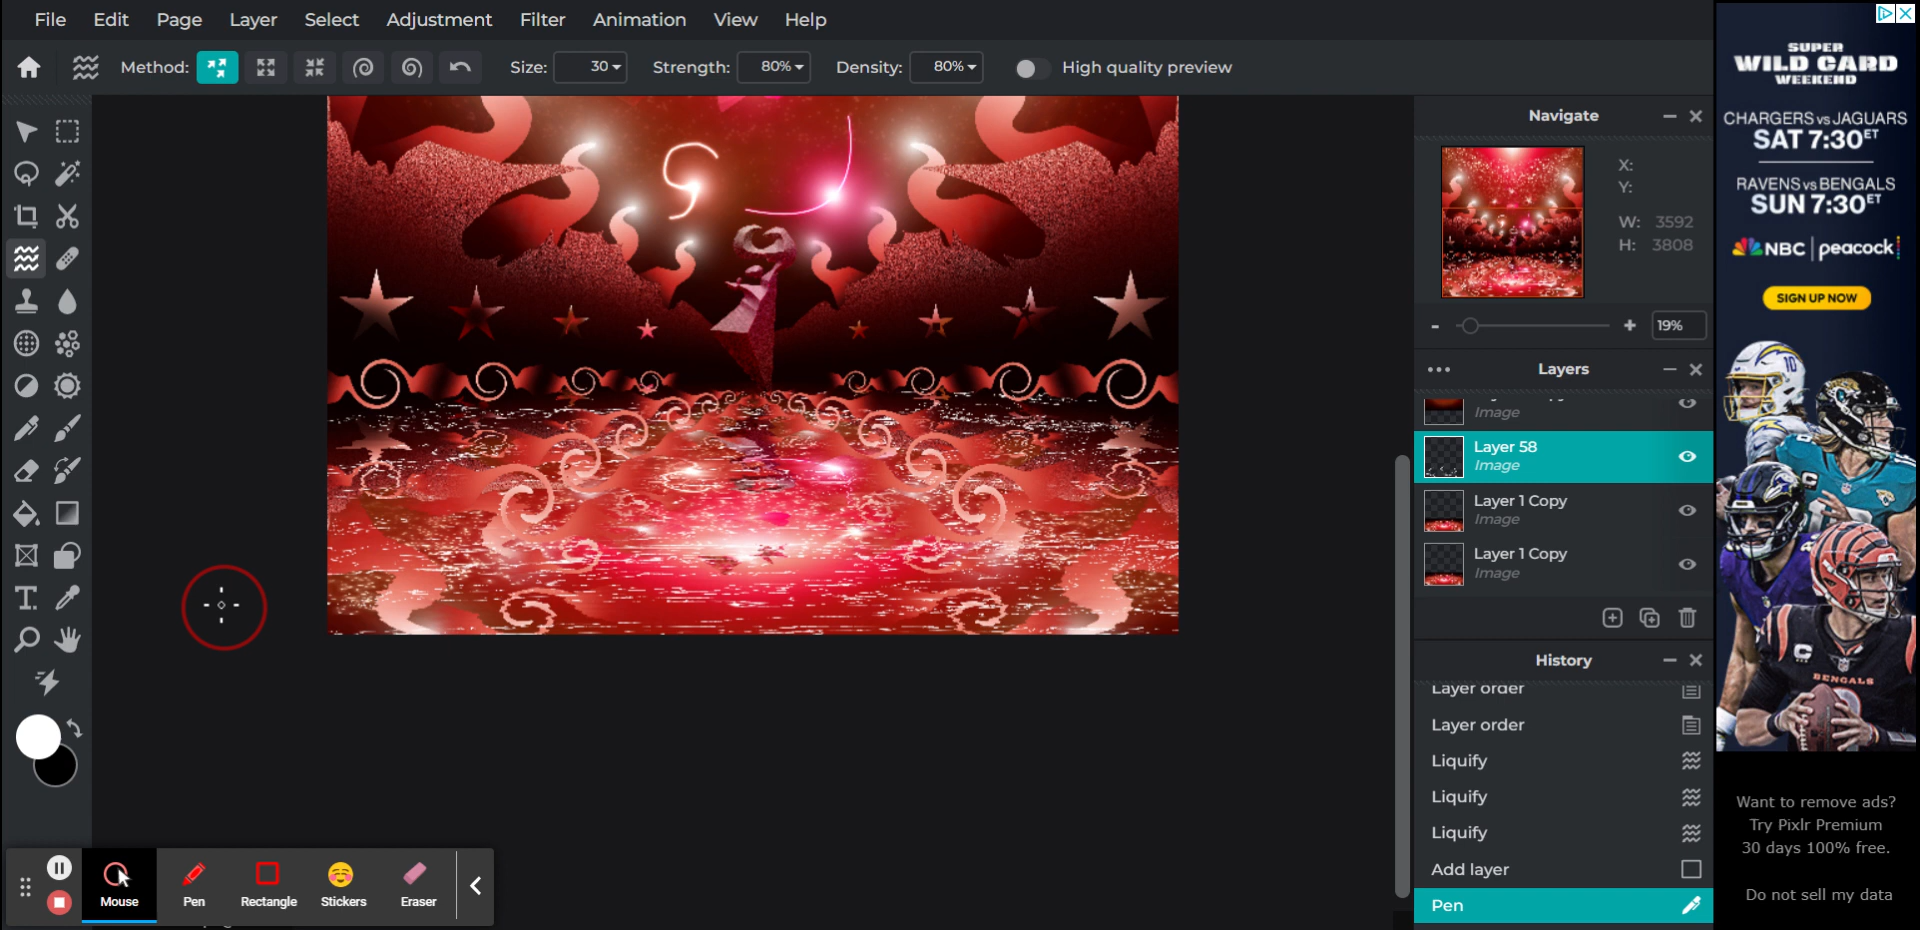 File Edit Page Layer Select Adjustment Filter Animation View Help
Method: Size: 30 Strength: 80% Density: 80% High quality preview
Navigate
X:
Y:
W: 3592
H: 3808
- + 19%
Layers
Image
Layer 58
Image
Layer 1 Copy
Image
Layer 1 Copy
Image
History
Layer order
Layer order
Liquify
Liquify
Liquify
Add layer
Pen
Mouse Pen Rectangle Stickers Eraser
SUPER
WILD CARD
WEEKEND
CHARGERS vs JAGUARS
SAT 7:30ET
RAVENS vs BENGALS
SUN 7:30ET
NBC | peacock
SIGN UP NOW
10
C
C
BENGALS
Want to remove ads?
Try Pixlr Premium
30 days 100% free.
Do not sell my data